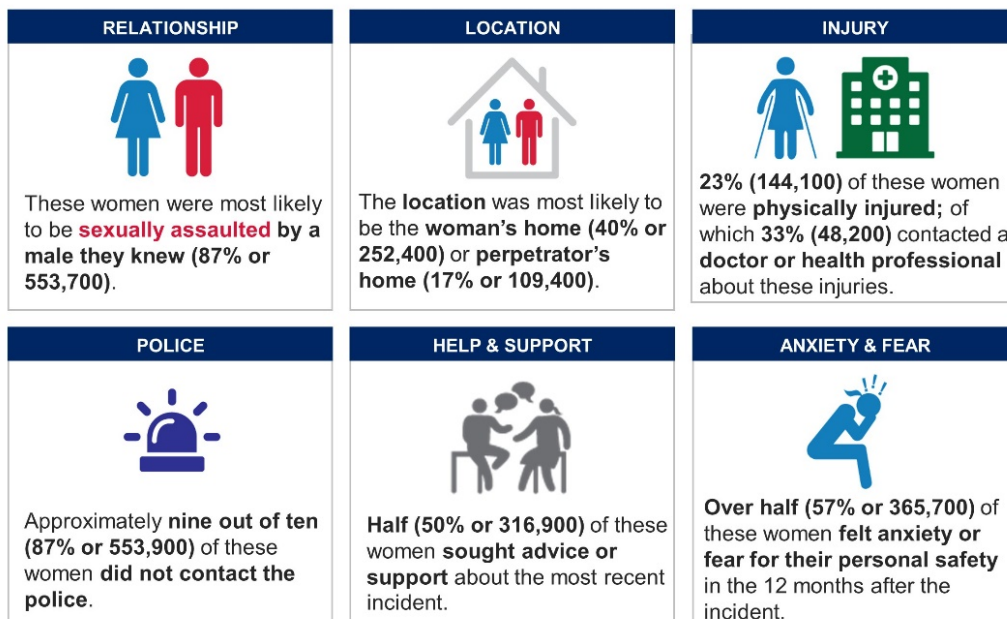 RELATIONSHIP
These women were most likely
to be sexually assaulted by a
male they knew (87% or
553,700).
LOCATION
The location was most likely to
be the woman's home (40% or
252,400) or perpetrator's
home (17% or 109,400).
INJURY
23% (144,100) of these women
were physically injured; of
which 33% (48,200) contacted a
doctor or health professional
about these injuries.
POLICE
Approximately nine out of ten
(87% or 553,900) of these
women did not contact the
police.
HELP & SUPPORT
Half (50% or 316,900) of these
women sought advice or
support about the most recent
incident.
ANXIETY & FEAR
Over half (57% or 365,700) of
these women felt anxiety or
fear for their personal safety
in the 12 months after the
incident.